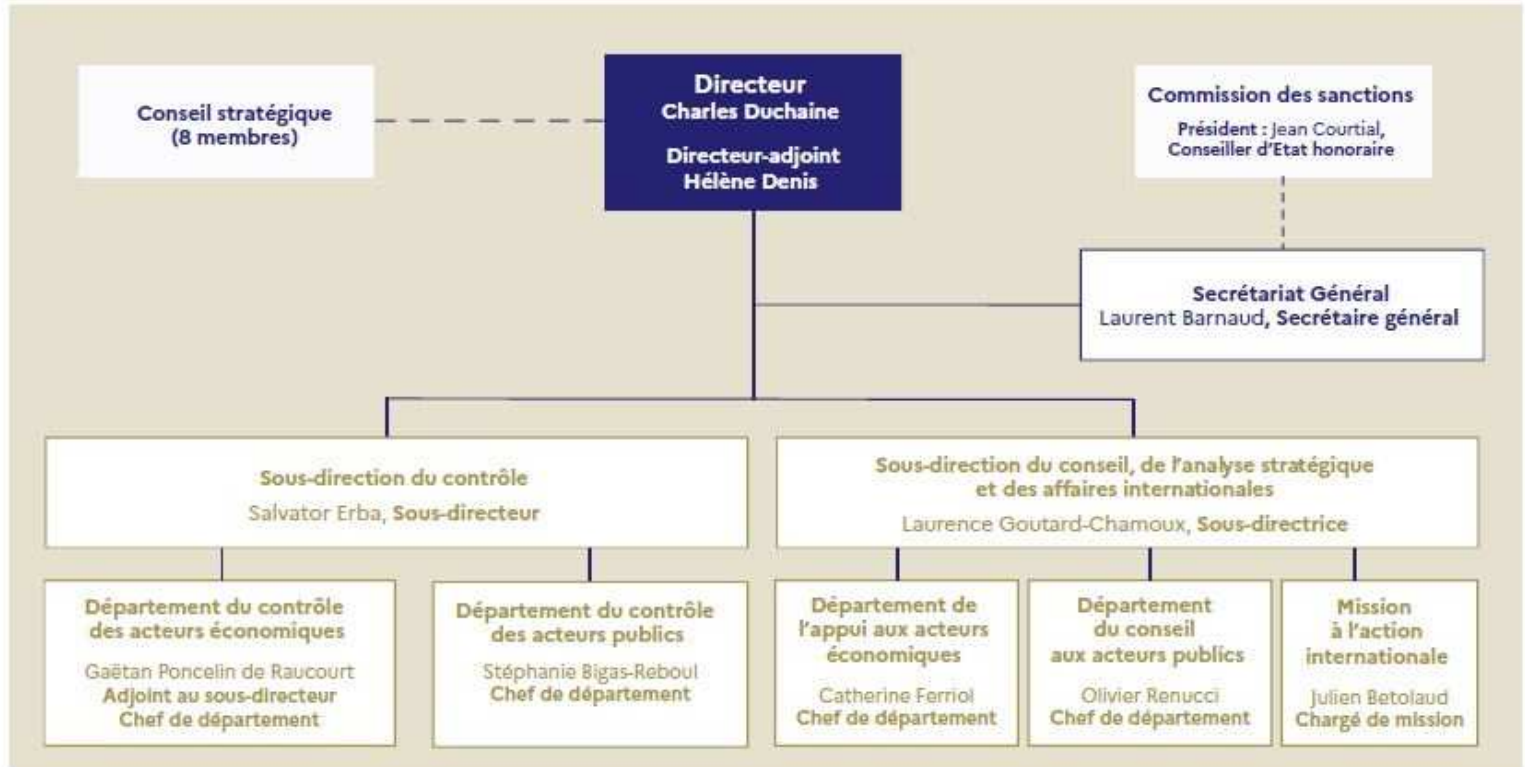 Conseil stratégique
(8 membres)
Directeur
Charles Duchaine
Directeur-adjoint
Hélène Denis
Commission des sanctions
Président : Jean Courtial,
Conseiller d'Etat honoraire
Secrétariat Général
Laurent Barnaud, Secrétaire général
Sous-direction du contrôle
Salvator Erba, Sous-directeur
Sous-direction du conseil, de l'analyse stratégique
et des affaires internationales
Laurence Goutard-Chamoux, Sous-directrice
Département du contrôle
des acteurs économiques
Gaëtan Poncelin de Raucourt
Adjoint au sous-directeur
Chef de département
Département du contrôle
des acteurs publics
Stéphanie Bigas-Reboul
Chef de département
Département de
l'appui aux acteurs
économiques
Catherine Ferriol
Chef de département
Département
du conseil
aux acteurs publics
Olivier Renucci
Chef de département
Mission
à l'action
internationale
Julien Betolaud
Chargé de mission